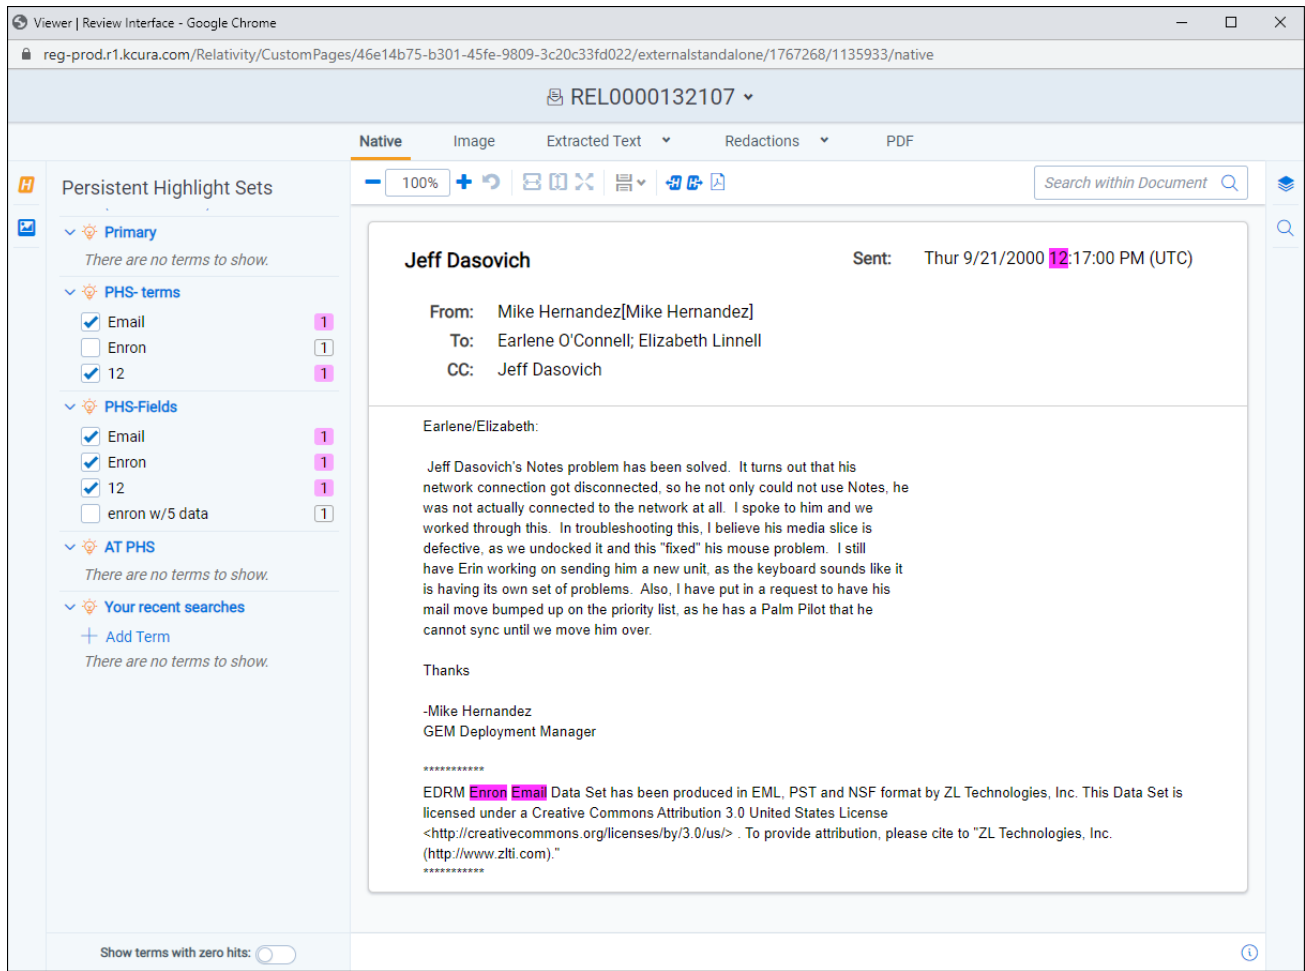 Viewer | Review Interface - Google Chrome
reg-prod.r1.kcura.com/Relativity/CustomPages/46e14b75-b301-45fe-9809-3c20c33fd022/externalstandalone/1767268/1135933/native
REL0000132107
Native Image Extracted Text Redactions PDF
Persistent Highlight Sets
100%
Search within Document
Primary
There are no terms to show.
PHS- terms
Email 1
Enron 1
12 1
PHS-Fields
Email 1
Enron 1
12 1
enron w/5 data 1
AT PHS
There are no terms to show.
Your recent searches
Add Term
There are no terms to show.
Show terms with zero hits:
Jeff Dasovich Sent: Thur 9/21/2000 12:17:00 PM (UTC)
From: Mike Hernandez[Mike Hernandez]
To: Earlene O'Connell; Elizabeth Linnell
CC: Jeff Dasovich
Earlene/Elizabeth:
Jeff Dasovich's Notes problem has been solved. It turns out that his
network connection got disconnected, so he not only could not use Notes, he
was not actually connected to the network at all. I spoke to him and we
worked through this. In troubleshooting this, I believe his media slice is
defective, as we undocked it and this "fixed" his mouse problem. I still
have Erin working on sending him a new unit, as the keyboard sounds like it
is having its own set of problems. Also, I have put in a request to have his
mail move bumped up on the priority list, as he has a Palm Pilot that he
cannot sync until we move him over.
Thanks
-Mike Hernandez
GEM Deployment Manager
***********
EDRM Enron Email Data Set has been produced in EML, PST and NSF format by ZL Technologies, Inc. This Data Set is
licensed under a Creative Commons Attribution 3.0 United States License
<http://creativecommons.org/licenses/by/3.0/us/> . To provide attribution, please cite to "ZL Technologies, Inc.
(http://www.zlti.com)."
***********